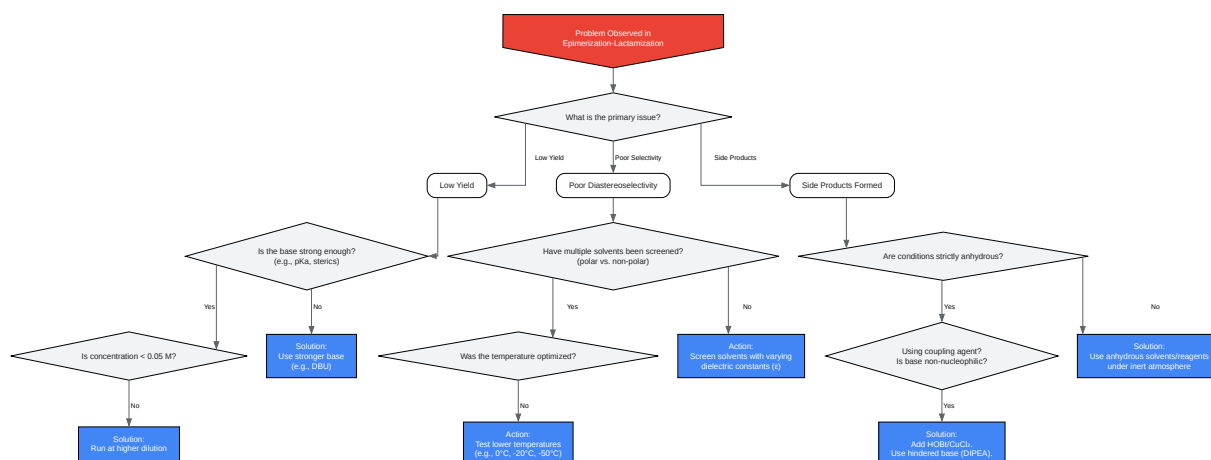 Problem Observed in
Epimerization-Lactamization
What is the primary issue?
Low Yield
Poor Selectivity
Side Products
Low Yield
Poor Diastereoselectivity
Side Products Formed
Is the base strong enough?
(e.g., pKa, sterics)
Have multiple solvents been screened?
(polar vs. non-polar)
Are conditions strictly anhydrous?
Yes
No
Yes
No
Yes
No
Is concentration < 0.05 M?
Solution:
Use stronger base
(e.g., DBU)
Was the temperature optimized?
Action:
Screen solvents with varying
dielectric constants (ε)
Using coupling agent?
Is base non-nucleophilic?
Solution:
Use anhydrous solvents/reagents
under inert atmosphere
No
No
Yes
Solution:
Run at higher dilution
Action:
Test lower temperatures
(e.g., 0°C, -20°C, -50°C)
Solution:
Add HOBt/CuCl₂.
Use hindered base (DIPEA).